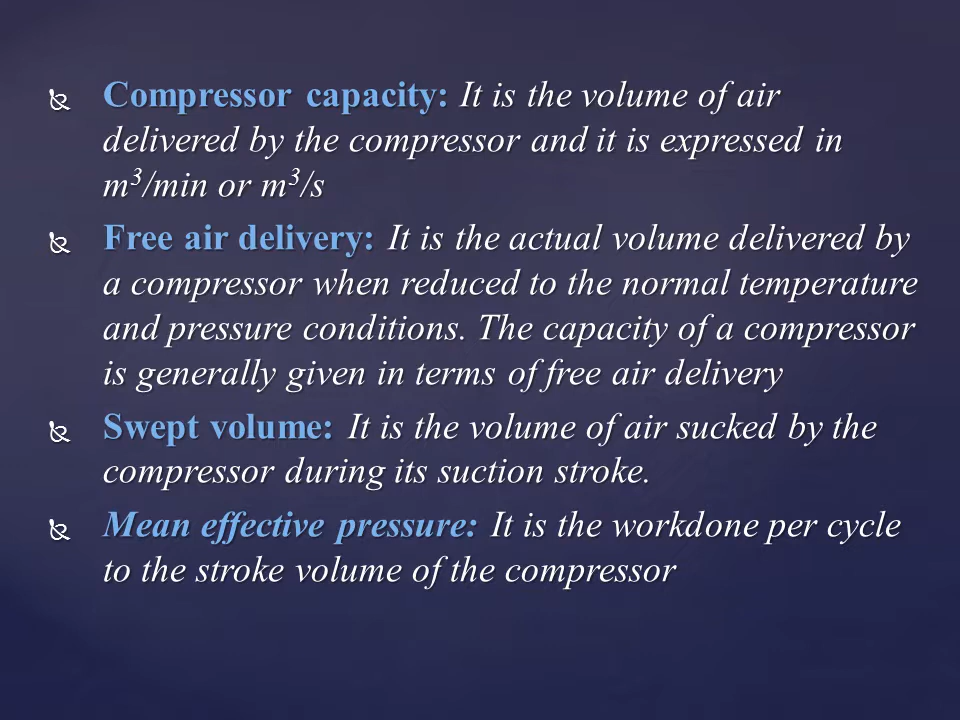 Compressor capacity: It is the volume of air
delivered by the compressor and it is expressed in
m³/min or m³/s
Free air delivery: It is the actual volume delivered by
a compressor when reduced to the normal temperature
and pressure conditions. The capacity of a compressor
is generally given in terms of free air delivery
Swept volume: It is the volume of air sucked by the
compressor during its suction stroke.
Mean effective pressure: It is the workdone per cycle
to the stroke volume of the compressor